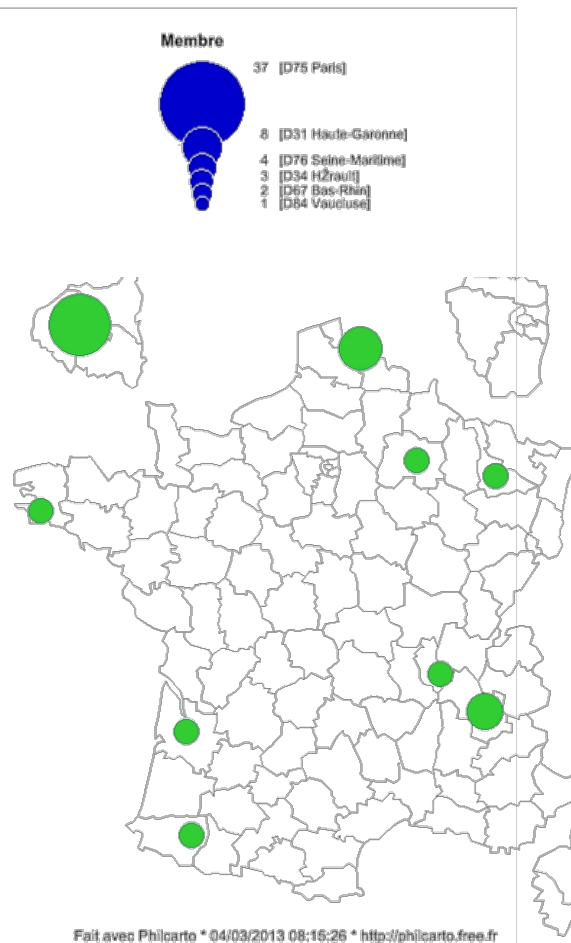 Membre
37 [D75 Paris]
8 [D31 Haute-Garonne]
4 [D76 Seine-Maritime]
3 [D34 HŽrault]
2 [D67 Bas-Rhin]
1 [D84 Vaucluse]
Fait avec Philcarto * 04/03/2013 08:15:26 * http://philcarto.free.fr